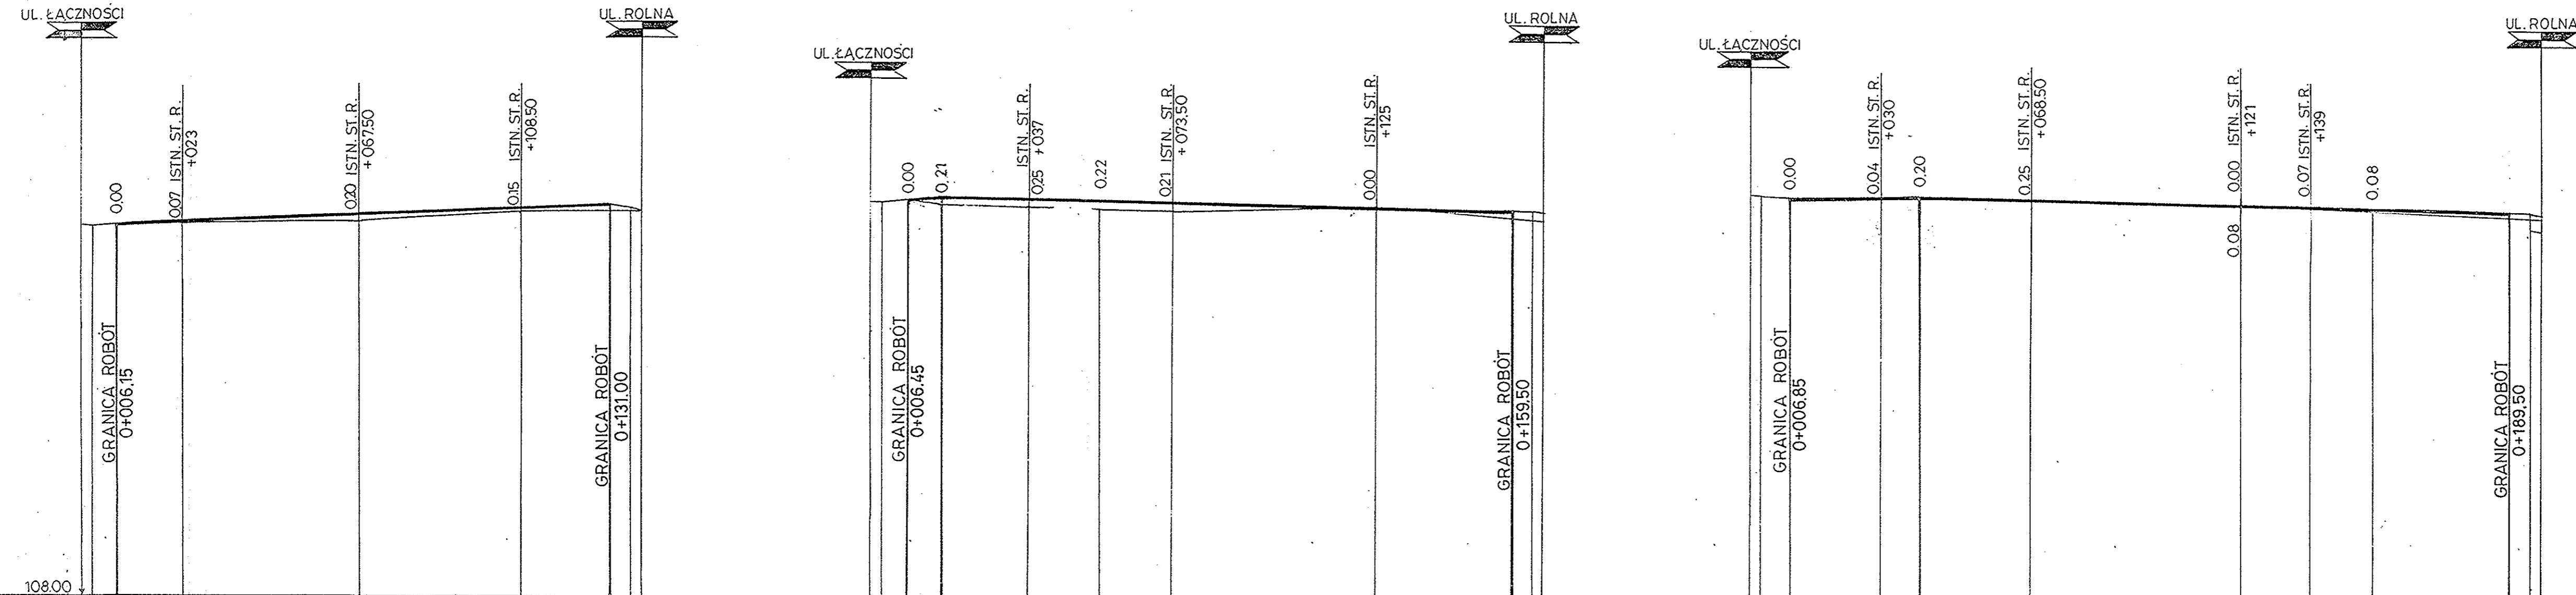 UL. ŁĄCZNOŚCI
UL. ROLNA
0,00
0.07 ISTN. ST. R.
+023
0.20 ISTN. ST. R.
+067.50
0.15 ISTN. ST. R.
+108.50
GRANICA ROBÓT
0+006,15
GRANICA ROBÓT
0+131.00
108.00
UL. ŁĄCZNOŚCI
UL. ROLNA
0.00
0,21
0,25 ISTN. ST. R.
+037
0.22
0.21 ISTN. ST. R.
+073,50
0.00 ISTN. ST. R.
+125
GRANICA ROBÓT
0+006.45
GRANICA ROBÓT
0+159,50
UL. ŁĄCZNOŚCI
UL. ROLNA
0.00
0.04 ISTN. ST. R.
+030
0,20
0.25 ISTN. ST. R.
+068.50
0.00 ISTN. ST. R.
+121
0.08
0.07 ISTN. ST. R.
+139
0.08
GRANICA ROBÓT
0+006,85
GRANICA ROBÓT
0+189,50